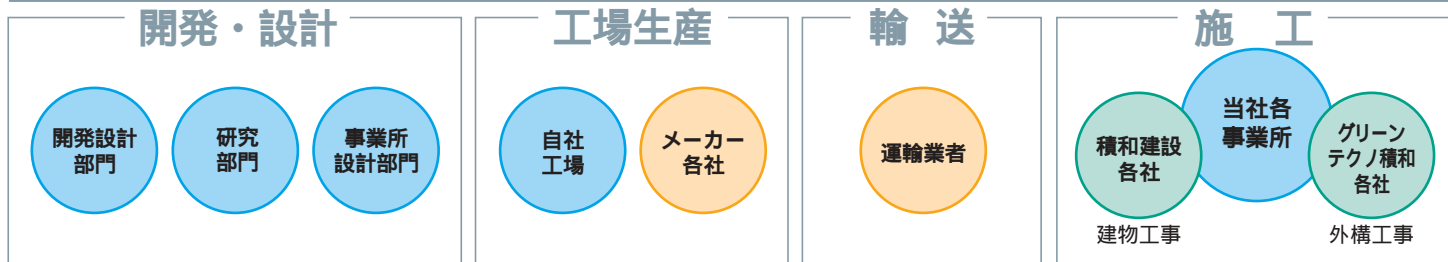 開発・設計
開発設計
部門
研究
部門
事業所
設計部門
工場生産
自社
工場
メーカー
各社
輸 送
運輸業者
施 工
積和建設
各社
当社各
事業所
グリーン
テクノ積和
各社
建物工事
外構工事